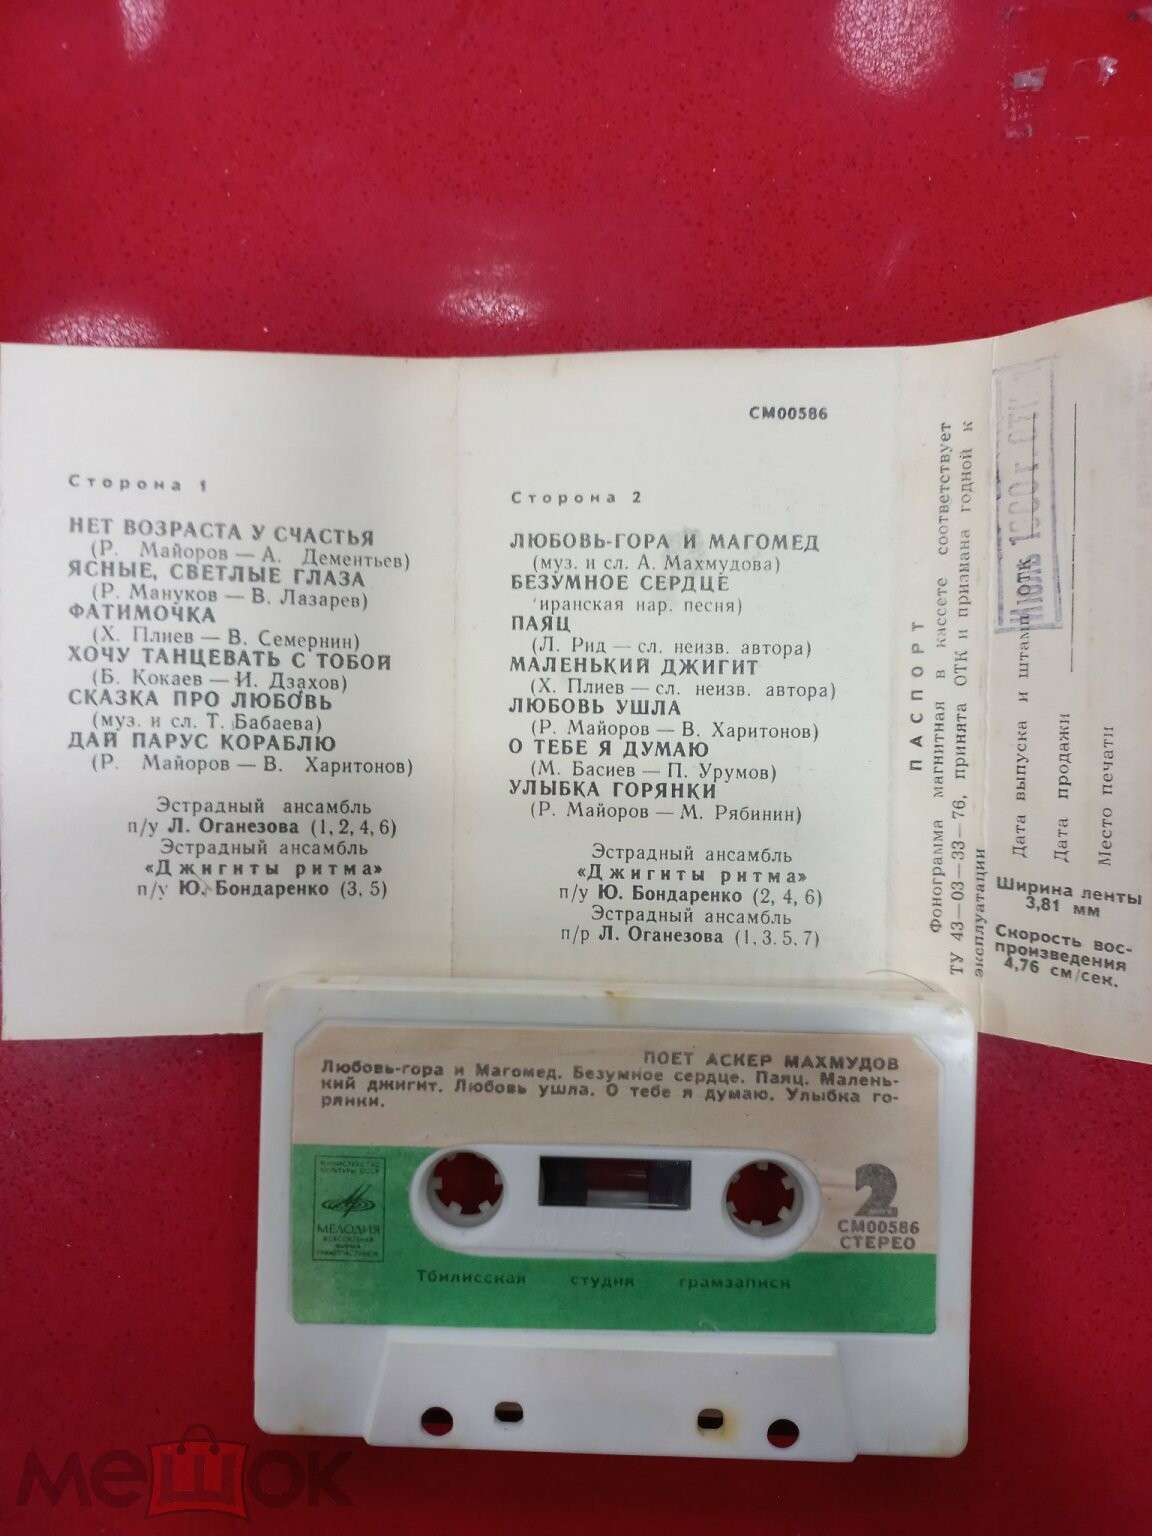 СМ00586
Сторона 1
НЕТ ВОЗРАСТА У СЧАСТЬЯ
(Р. Майоров — А. Дементьев)
ЯСНЫЕ, СВЕТЛЫЕ ГЛАЗА
(Р. Мануков — В. Лазарев)
ФАТИМОЧКА
(Х. Плиев — В. Семернин)
ХОЧУ ТАНЦЕВАТЬ С ТОБОЙ
(Б. Кокаев — И. Дзахов)
СКАЗКА ПРО ЛЮБОВЬ
(муз. и сл. Т. Бабаева)
ДАЙ ПАРУС КОРАБЛЮ
(Р. Майоров — В. Харитонов)
Эстрадный ансамбль
п/у Л. Оганезова (1,2,4,6)
Эстрадный ансамбль
«Джигиты ритма»
п/у Ю. Бондаренко (3, 5)
Сторона 2
ЛЮБОВЬ-ГОРА И МАГОМЕД
(муз. и сл. А. Махмудова)
БЕЗУМНОЕ СЕРДЦЕ
'иранская нар. песня)
ПАЯЦ
(Л. Рид — сл. неизв. автора)
МАЛЕНЬКИЙ ДЖИГИТ
(Х. Плиев — сл. неизв. автора)
ЛЮБОВЬ УШЛА
(Р. Майоров — В. Харитонов)
О ТЕБЕ Я ДУМАЮ
(М. Басиев — П. Урумов)
УЛЫБКА ГОРЯНКИ
(Р. Майоров — М. Рябинин)
Эстрадный ансамбль
«Джигиты ритма»
п/у Ю. Бондаренко (2, 4, 6)
Эстрадный ансамбль
п/р Л. Оганезова (1,3.5.7)
ПАСПОРТ
Фонограмма магнитная в кассете соответствует
ТУ 43—03—33—76, принята ОТК и признана годной к
эксплуатации
Дата выпуска и штамп ОТК
Дата продажи
Место печати
Ширина ленты
3,81 мм
Скорость вос-
произведения
4,76 см/сек.
ПОЕТ АСКЕР МАХМУДОВ
Любовь-гора и Магомед. Безумное сердце. Паяц. Малень-
кий джигит. Любовь ушла. О тебе я думаю. Улыбка го-
рянки.
МИНИСТЕРСТВО
КУЛЬТУРЫ СССР
МЕЛОДИЯ
ВСЕСОЮЗНАЯ
ФИРМА
ГРАМПЛАСТИНОК
2
СМ00586
СТЕРЕО
Тбилисская студия грамзаписи
мешок